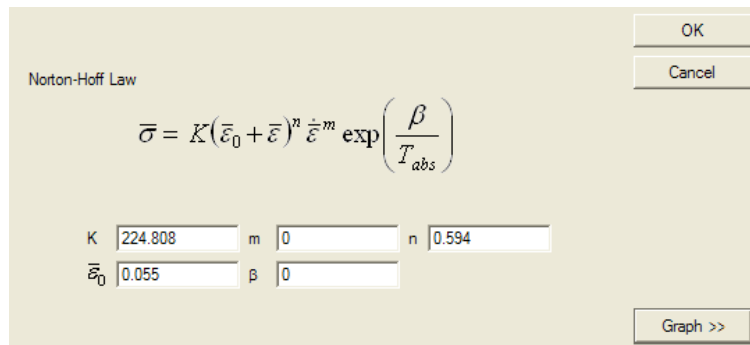 OK
Norton-Hoff Law
Cancel
σ̅ = K(ε̅₀ + ε̅)ⁿ ε̅̇ᵐ exp(β / T_abs)
K 224.808 m 0 n 0.594
ε̅₀ 0.055 β 0
Graph >>